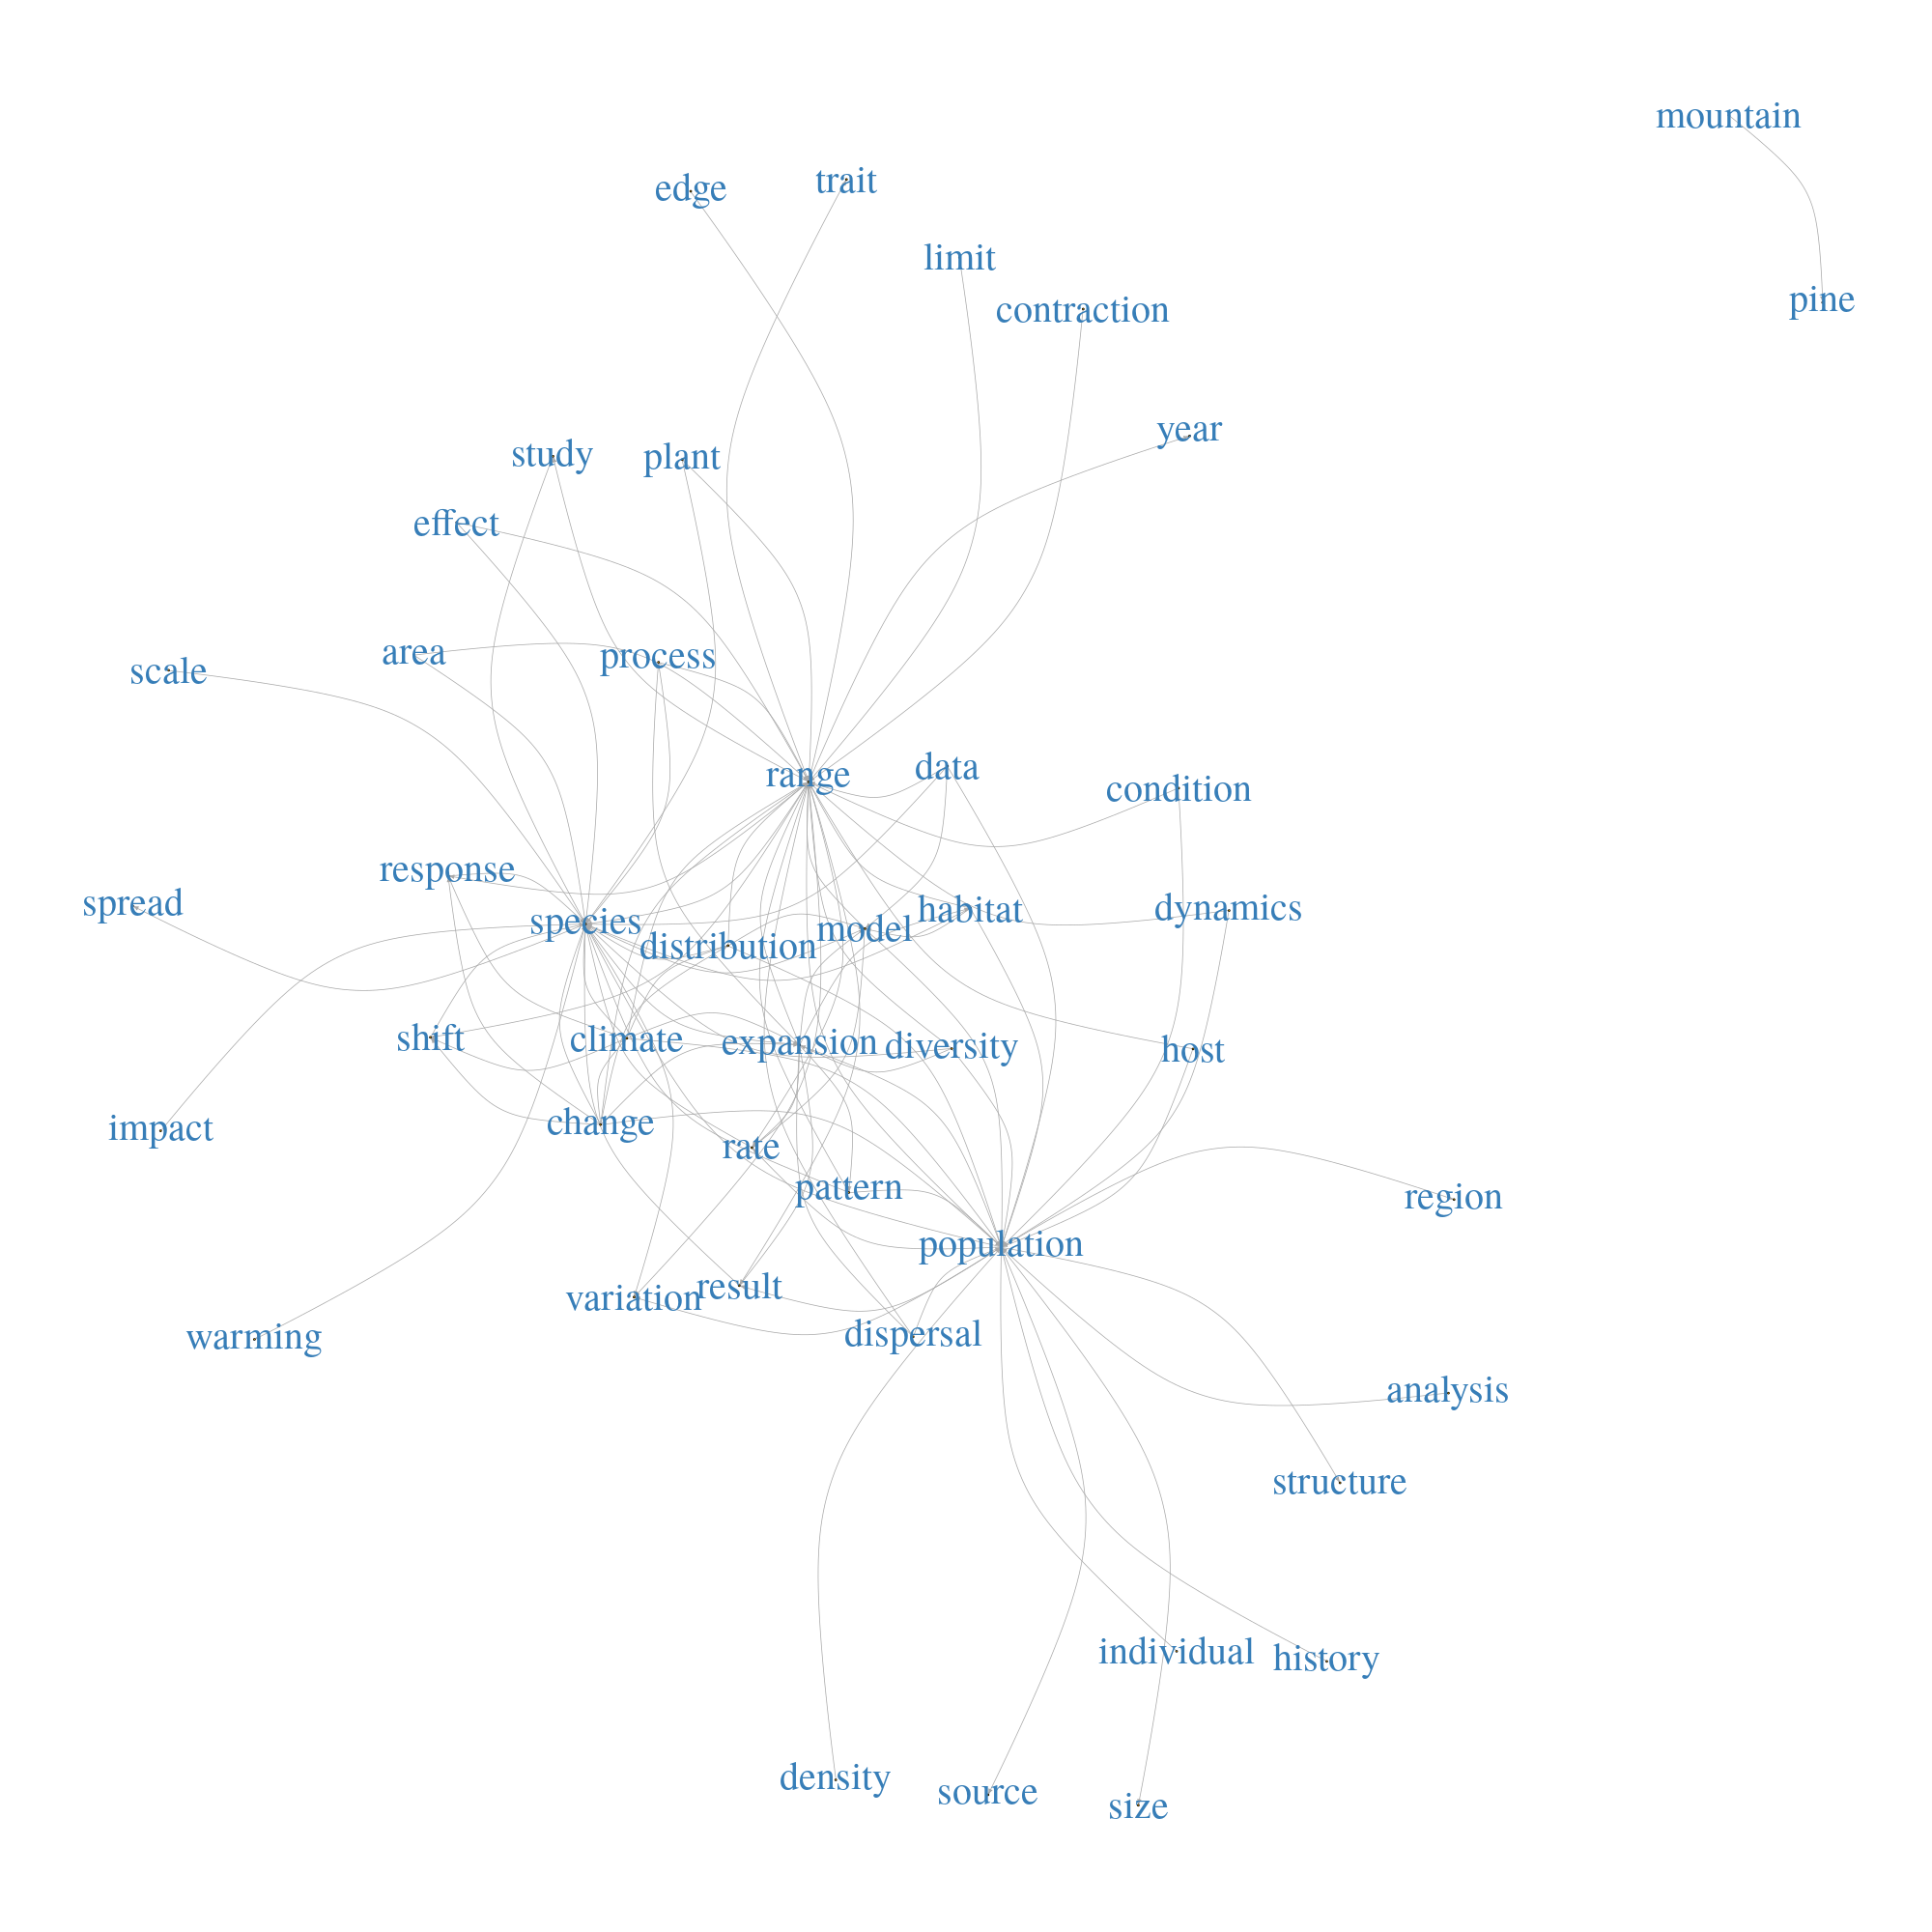 mountain
trait
edge
limit
pine
contraction
year
study
plant
effect
area
process
scale
data
range
condition
response
spread
dynamics
habitat
species
model
distribution
shift
climate
expansion
diversity
host
change
impact
rate
pattern
region
population
result
variation
dispersal
warming
analysis
structure
individual
history
density
source
size